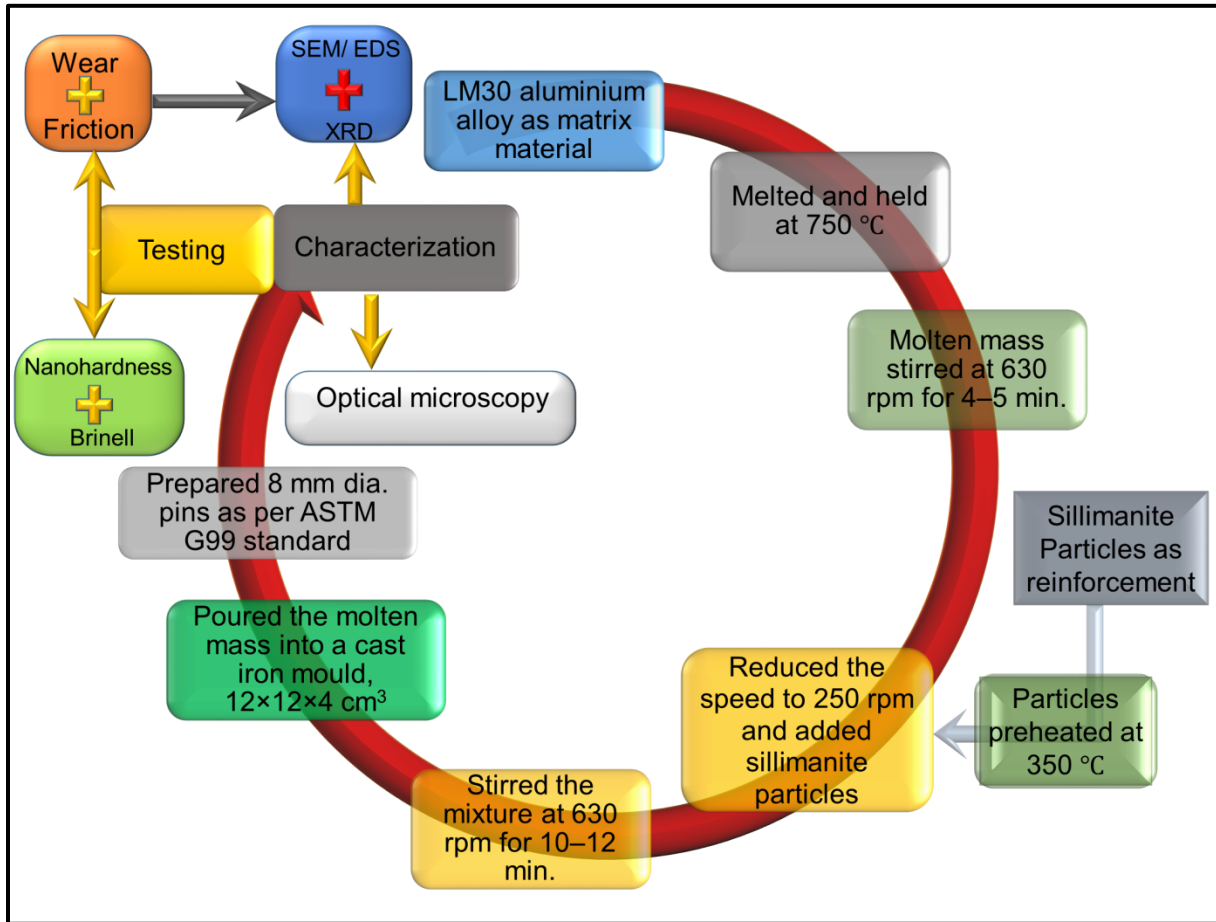 Wear
Friction
SEM/ EDS
XRD
LM30 aluminium
alloy as matrix
material
Melted and held
at 750 ℃
Molten mass
stirred at 630
rpm for 4–5 min.
Sillimanite
Particles as
reinforcement
Particles
preheated at
350 ℃
Reduced the
speed to 250 rpm
and added
sillimanite
particles
Stirred the
mixture at 630
rpm for 10–12
min.
Poured the molten
mass into a cast
iron mould,
12×12×4 cm³
Prepared 8 mm dia.
pins as per ASTM
G99 standard
Testing
Characterization
Nanohardness
Brinell
Optical microscopy